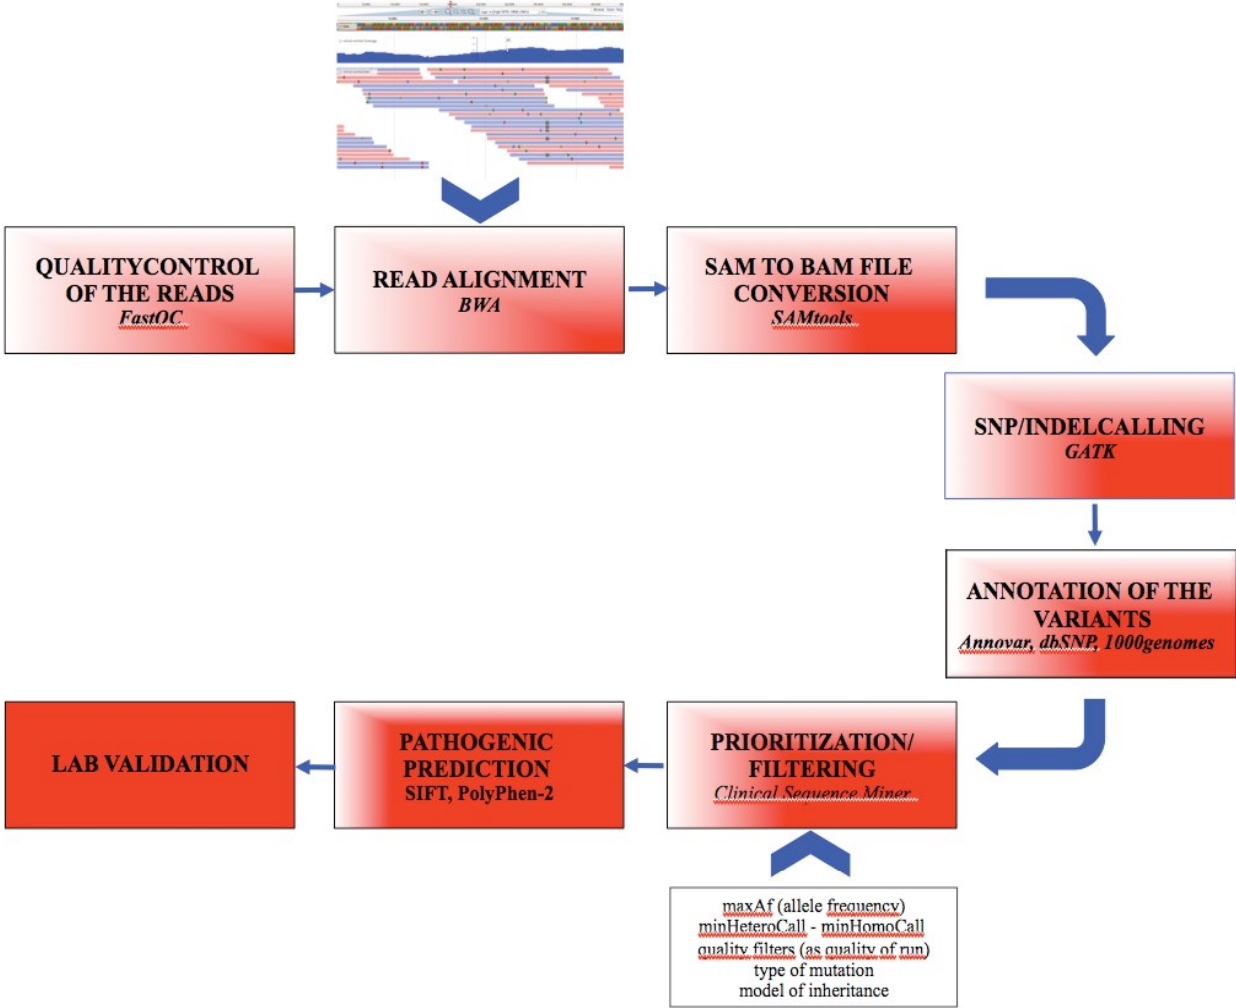 QUALITYCONTROL
OF THE READS
FastQC
READ ALIGNMENT
BWA
SAM TO BAM FILE
CONVERSION
SAMtools
SNP/INDELCALLING
GATK
ANNOTATION OF THE
VARIANTS
Annovar, dbSNP, 1000genomes
PRIORITIZATION/
FILTERING
Clinical Sequence Miner
PATHOGENIC
PREDICTION
SIFT, PolyPhen-2
LAB VALIDATION
maxAf (allele frequency)
minHeteroCall - minHomoCall
quality filters (as quality of run)
type of mutation
model of inheritance